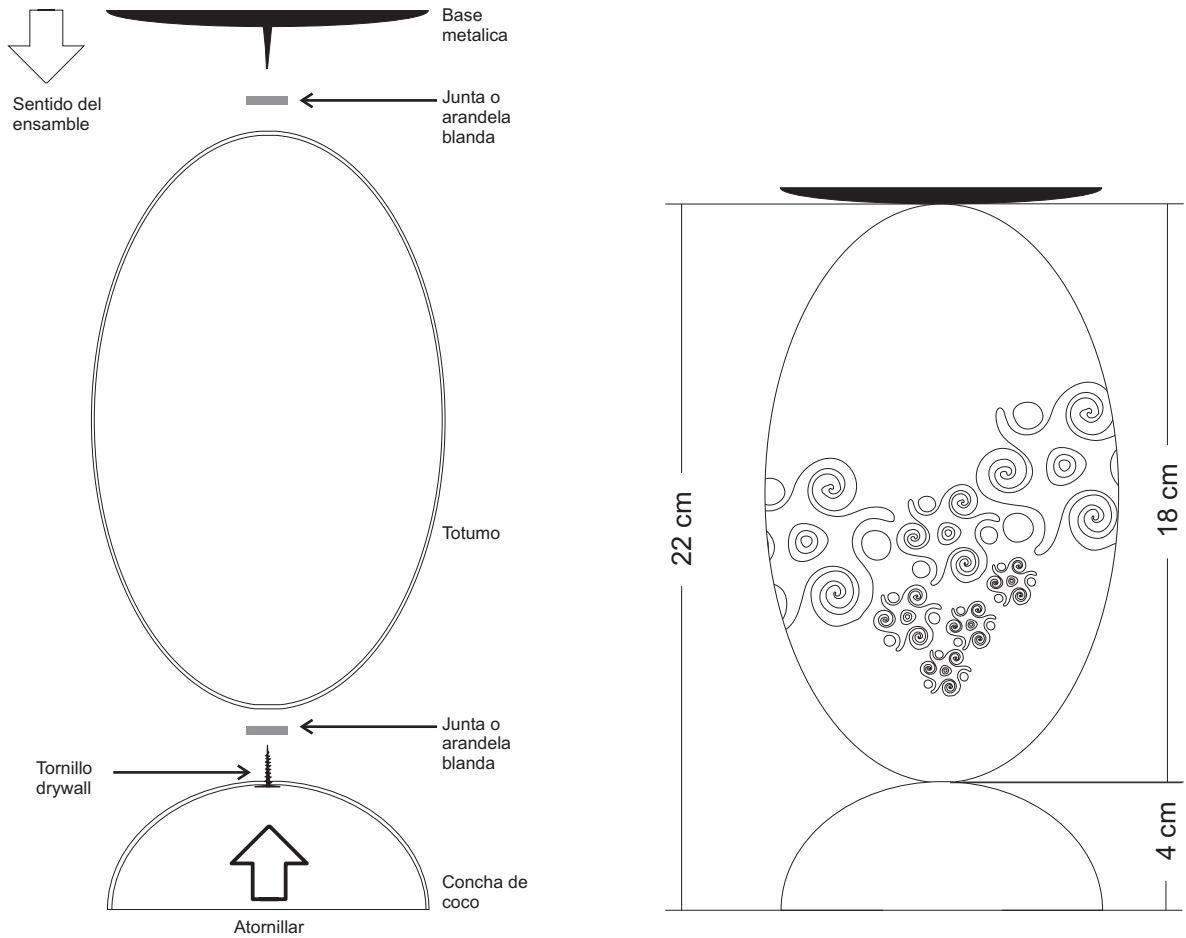 Base
metalica
Sentido del
ensamble
Junta o
arandela
blanda
Totumo
Junta o
arandela
blanda
Tornillo
drywall
Concha de
coco
Atornillar
22 cm
18 cm
4 cm